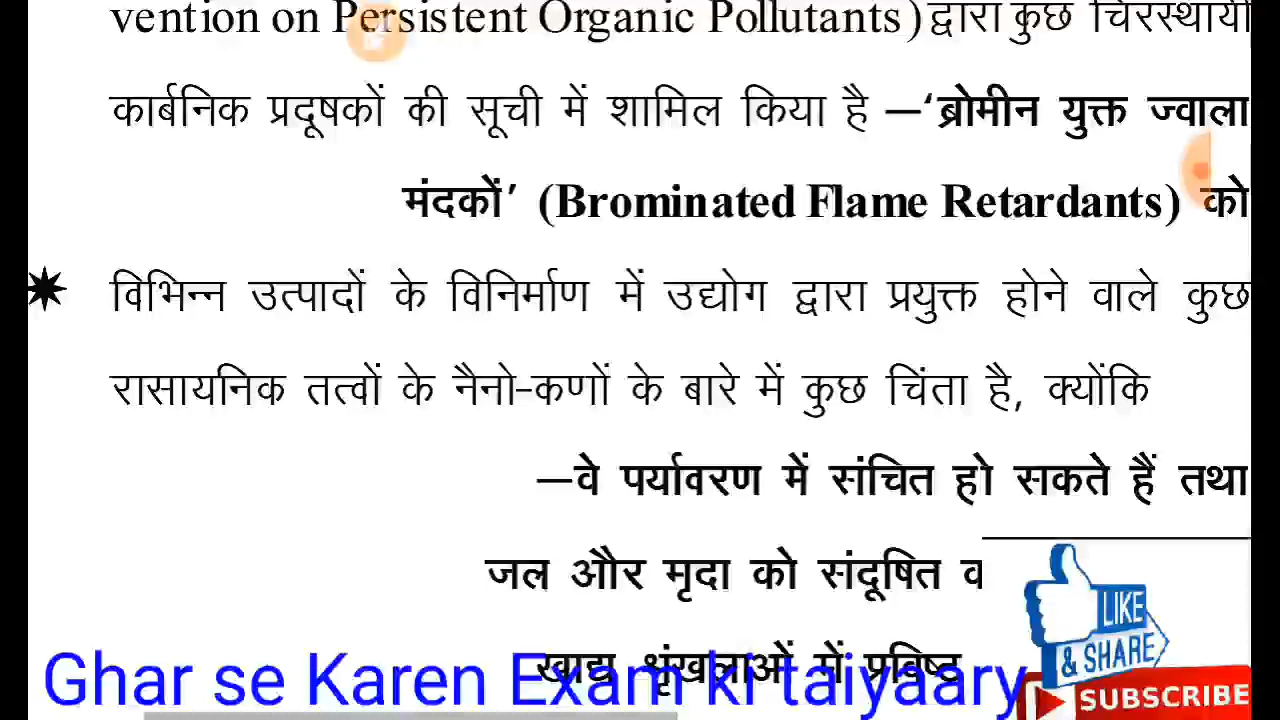 vention on Persistent Organic Pollutants) द्वारा कुछ चिरस्थायी
कार्बनिक प्रदूषकों की सूची में शामिल किया है —‘ब्रोमीन युक्त ज्वाला
मंदकों’ (Brominated Flame Retardants) को
✷ विभिन्न उत्पादों के विनिर्माण में उद्योग द्वारा प्रयुक्त होने वाले कुछ
रासायनिक तत्वों के नैनो-कणों के बारे में कुछ चिंता है, क्योंकि
—वे पर्यावरण में संचित हो सकते हैं तथा
जल और मृदा को संदूषित
खाद्य श्रृंखलाओं में प्रविष्ट
Ghar se Karen Exam ki taiyaary
LIKE
& SHARE
SUBSCRIBE